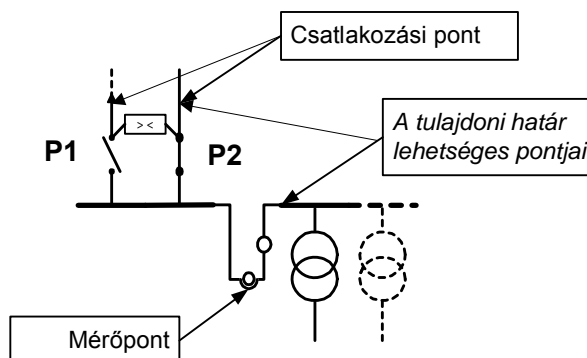 Csatlakozási pont
> <
P1
P2
A tulajdoni határ
lehetséges pontjai
Mérőpont